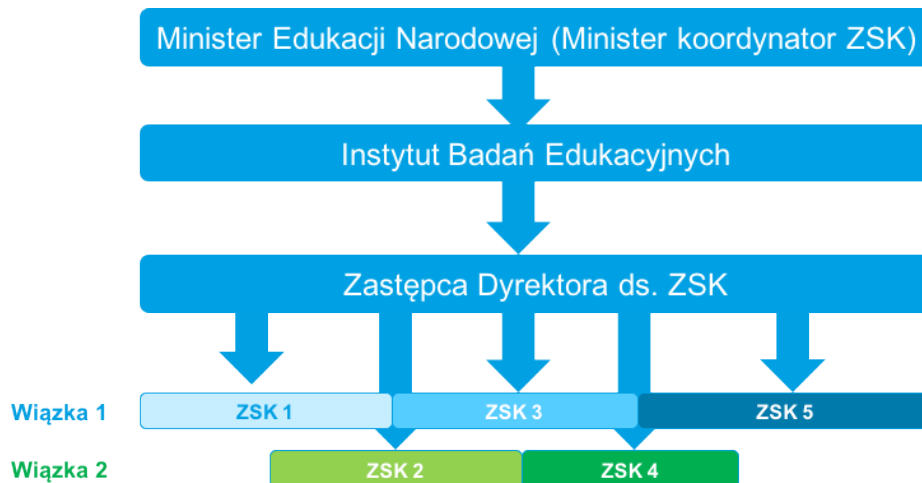 Minister Edukacji Narodowej (Minister koordynator ZSK)
Instytut Badań Edukacyjnych
Zastępca Dyrektora ds. ZSK
Wiązka 1
ZSK 1
ZSK 3
ZSK 5
Wiązka 2
ZSK 2
ZSK 4